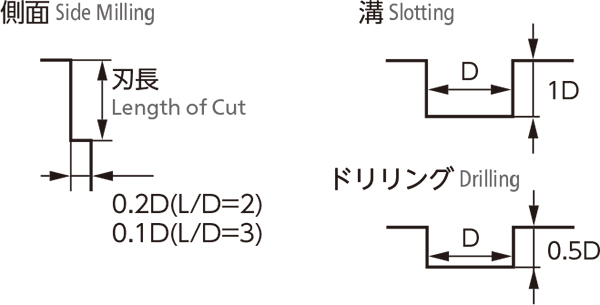 側面 Side Milling
刃長
Length of Cut
0.2D(L/D=2)
0.1D(L/D=3)
溝 Slotting
D
1D
ドリリング Drilling
D
0.5D